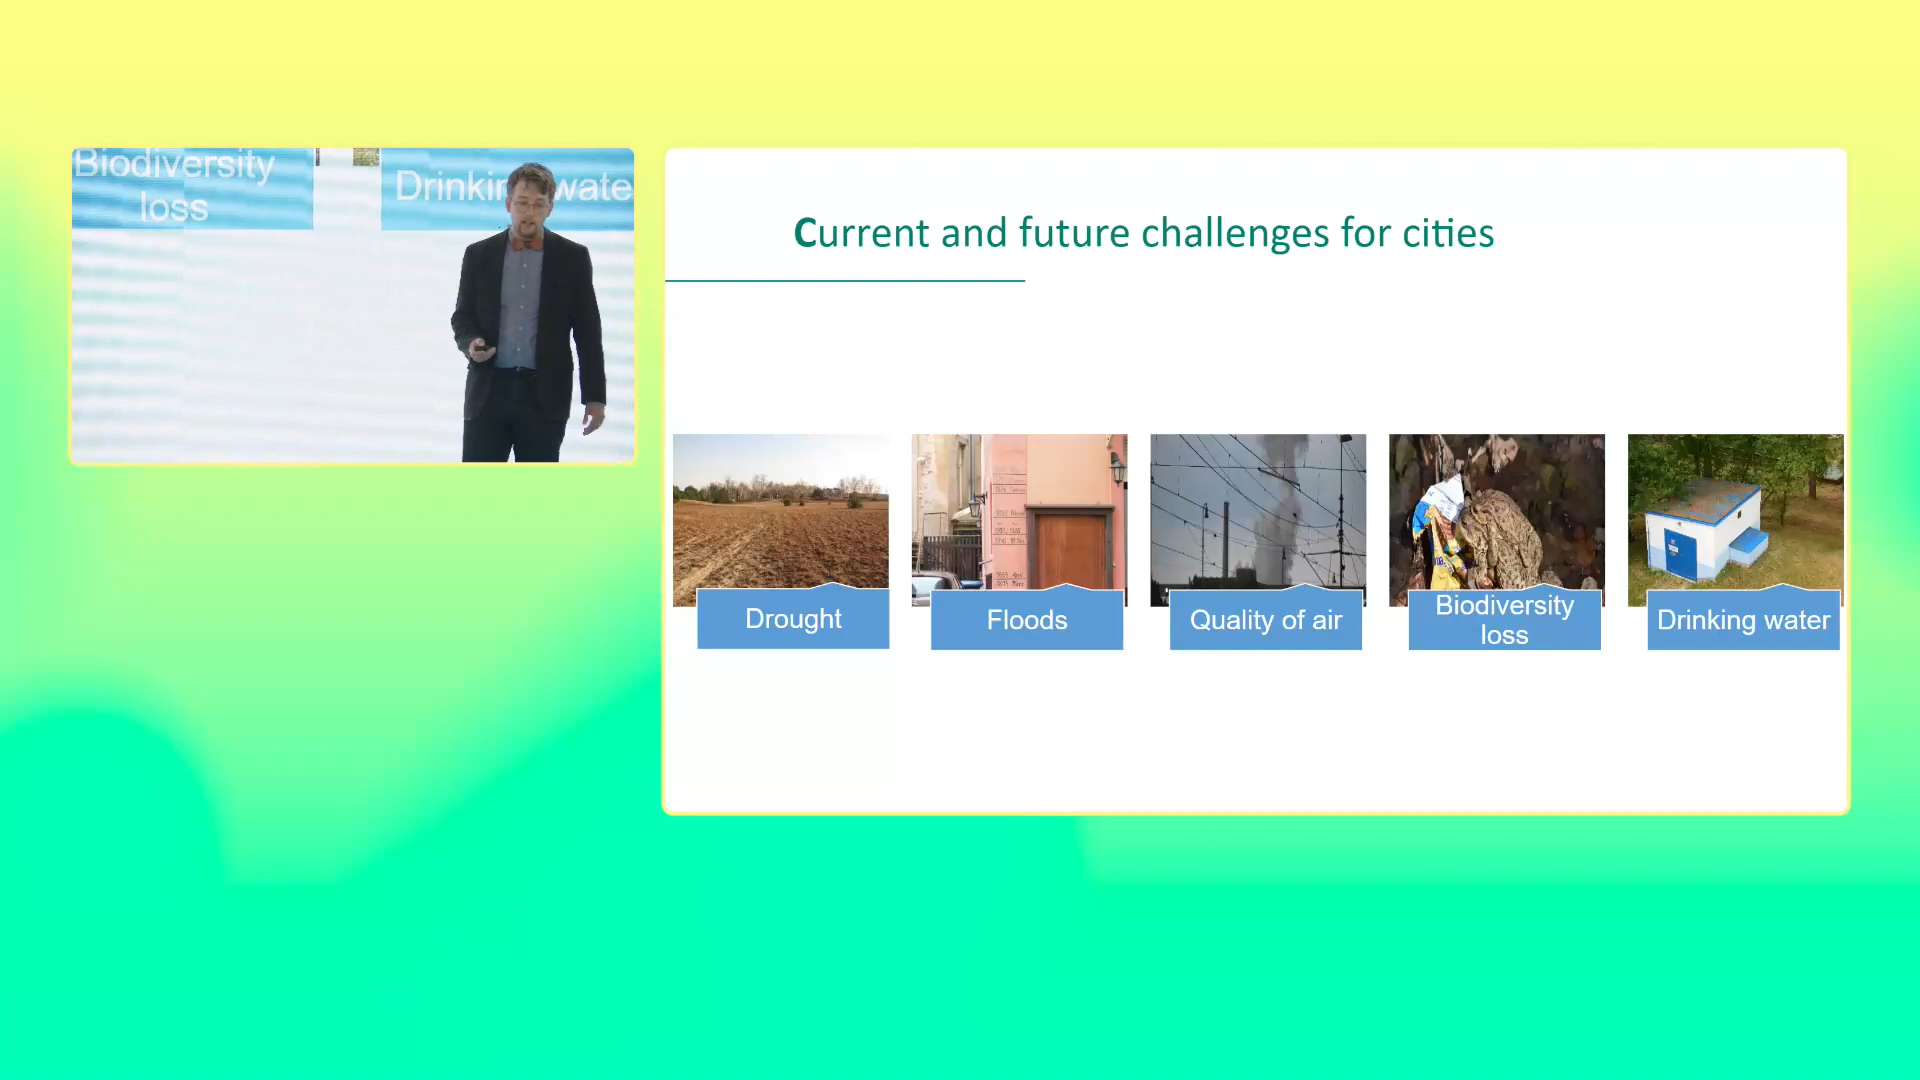 Biodiversity
loss
Current and future challenges for cities
Drought
Floods
Quality of air
Biodiversity
loss
Drinking water